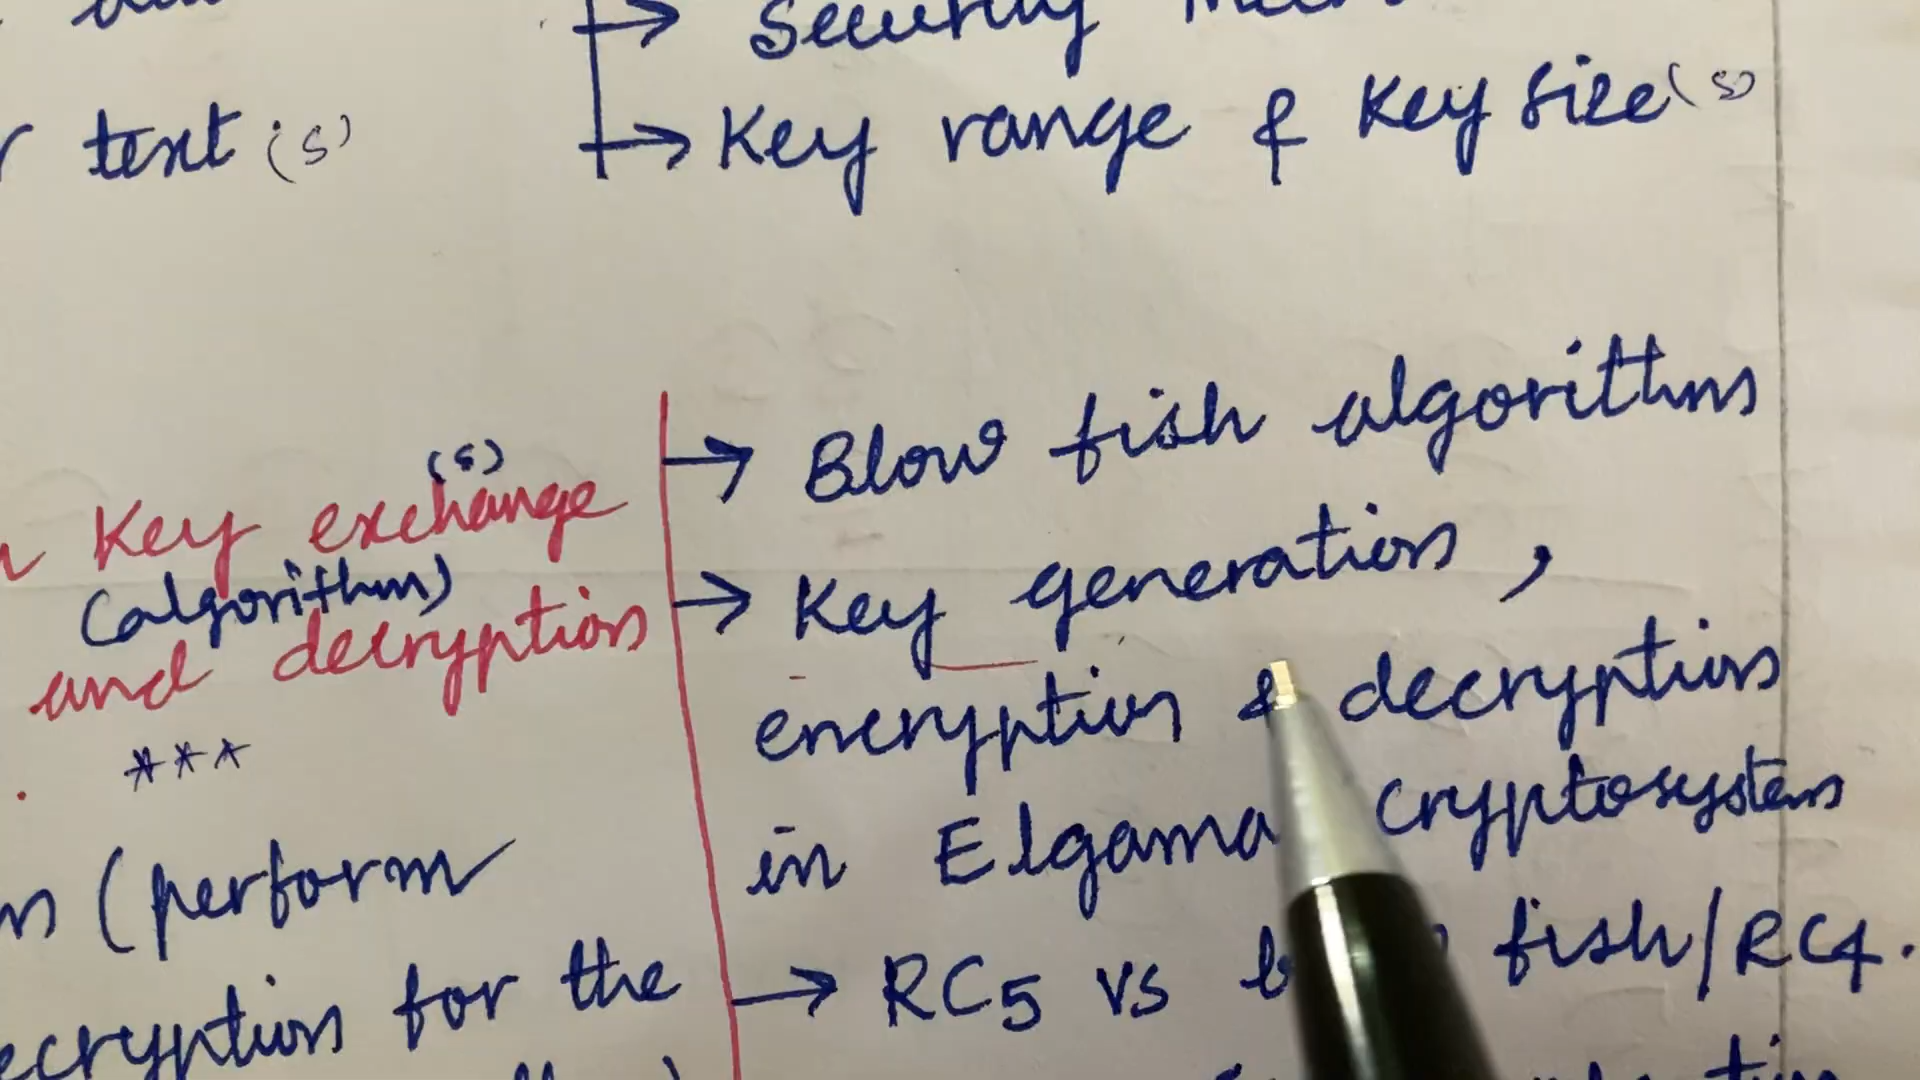 → Security
text (s)
→ Key range & Key size (s)
→ Blow fish algorithms
Key exchange (s)
(algorithm)
and decryption
→ Key generation,
encryption & decryption
***
in Elgamal cryptosystem
(perform
→ RC5 vs blow fish/RC4.
for the